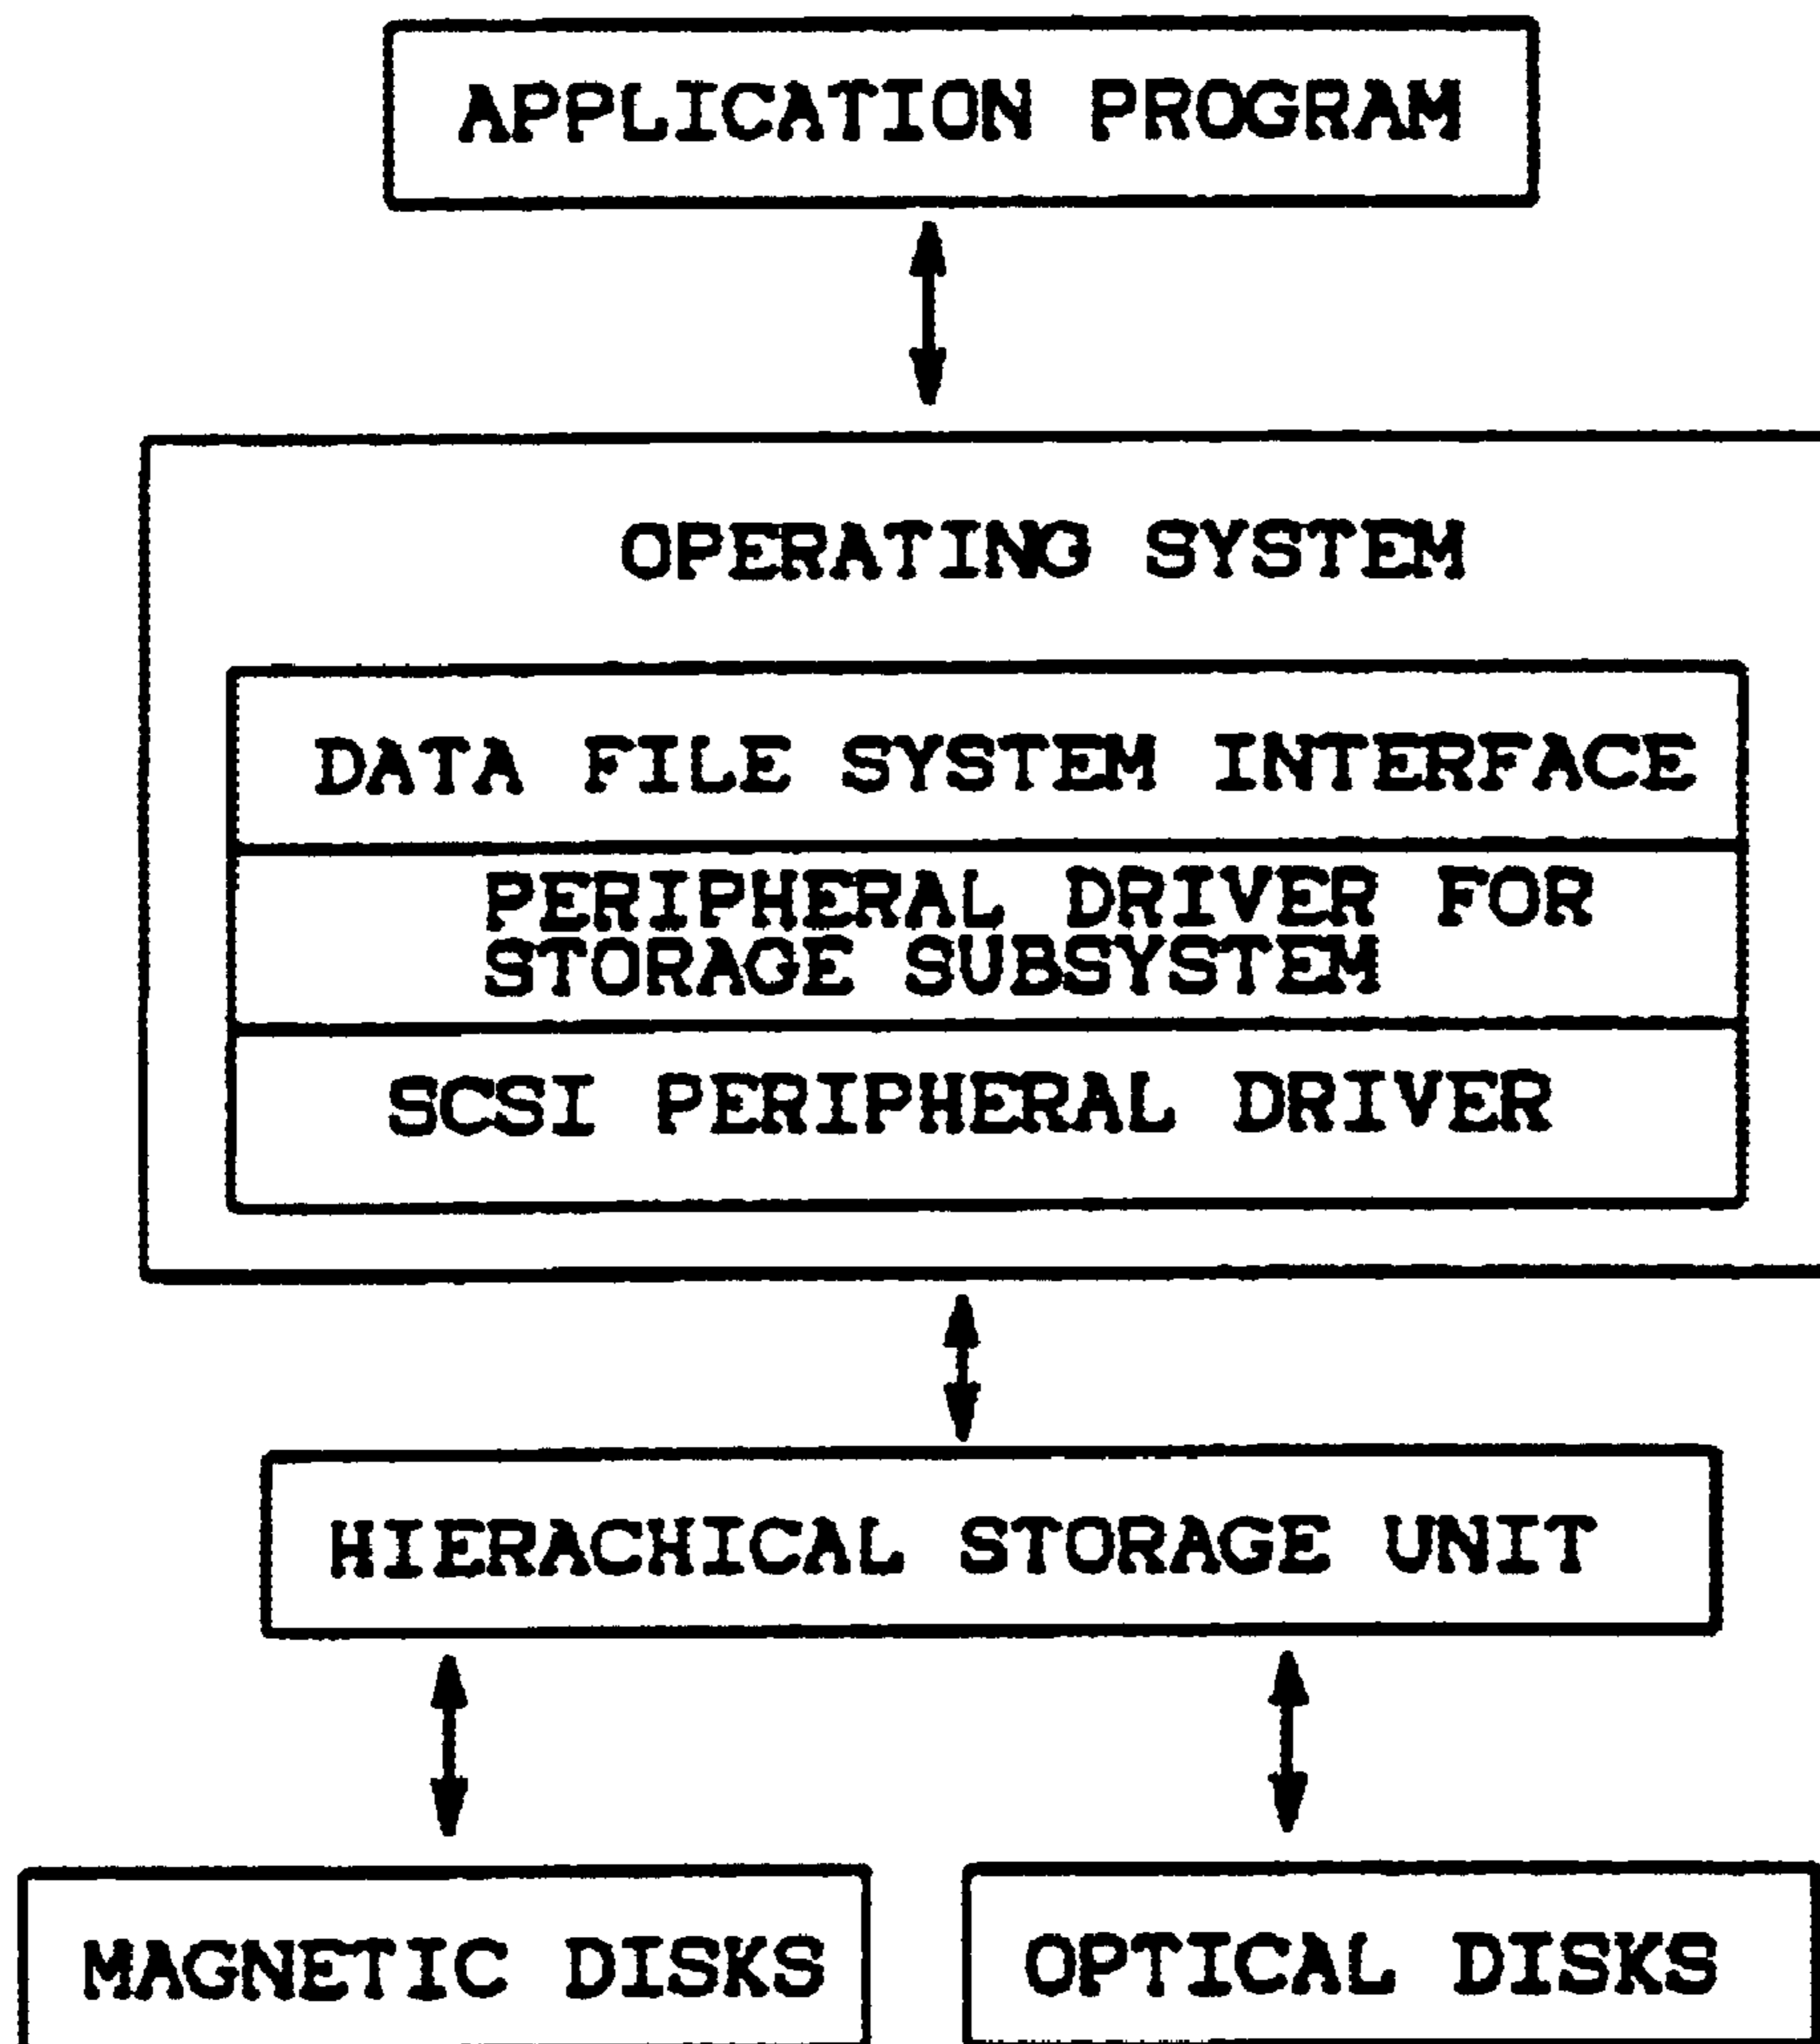 APPLICATION PROGRAM
OPERATING SYSTEM
DATA FILE SYSTEM INTERFACE
PERIPHERAL DRIVER FOR
STORAGE SUBSYSTEM
SCSI PERIPHERAL DRIVER
HIERACHICAL STORAGE UNIT
MAGNETIC DISKS
OPTICAL DISKS